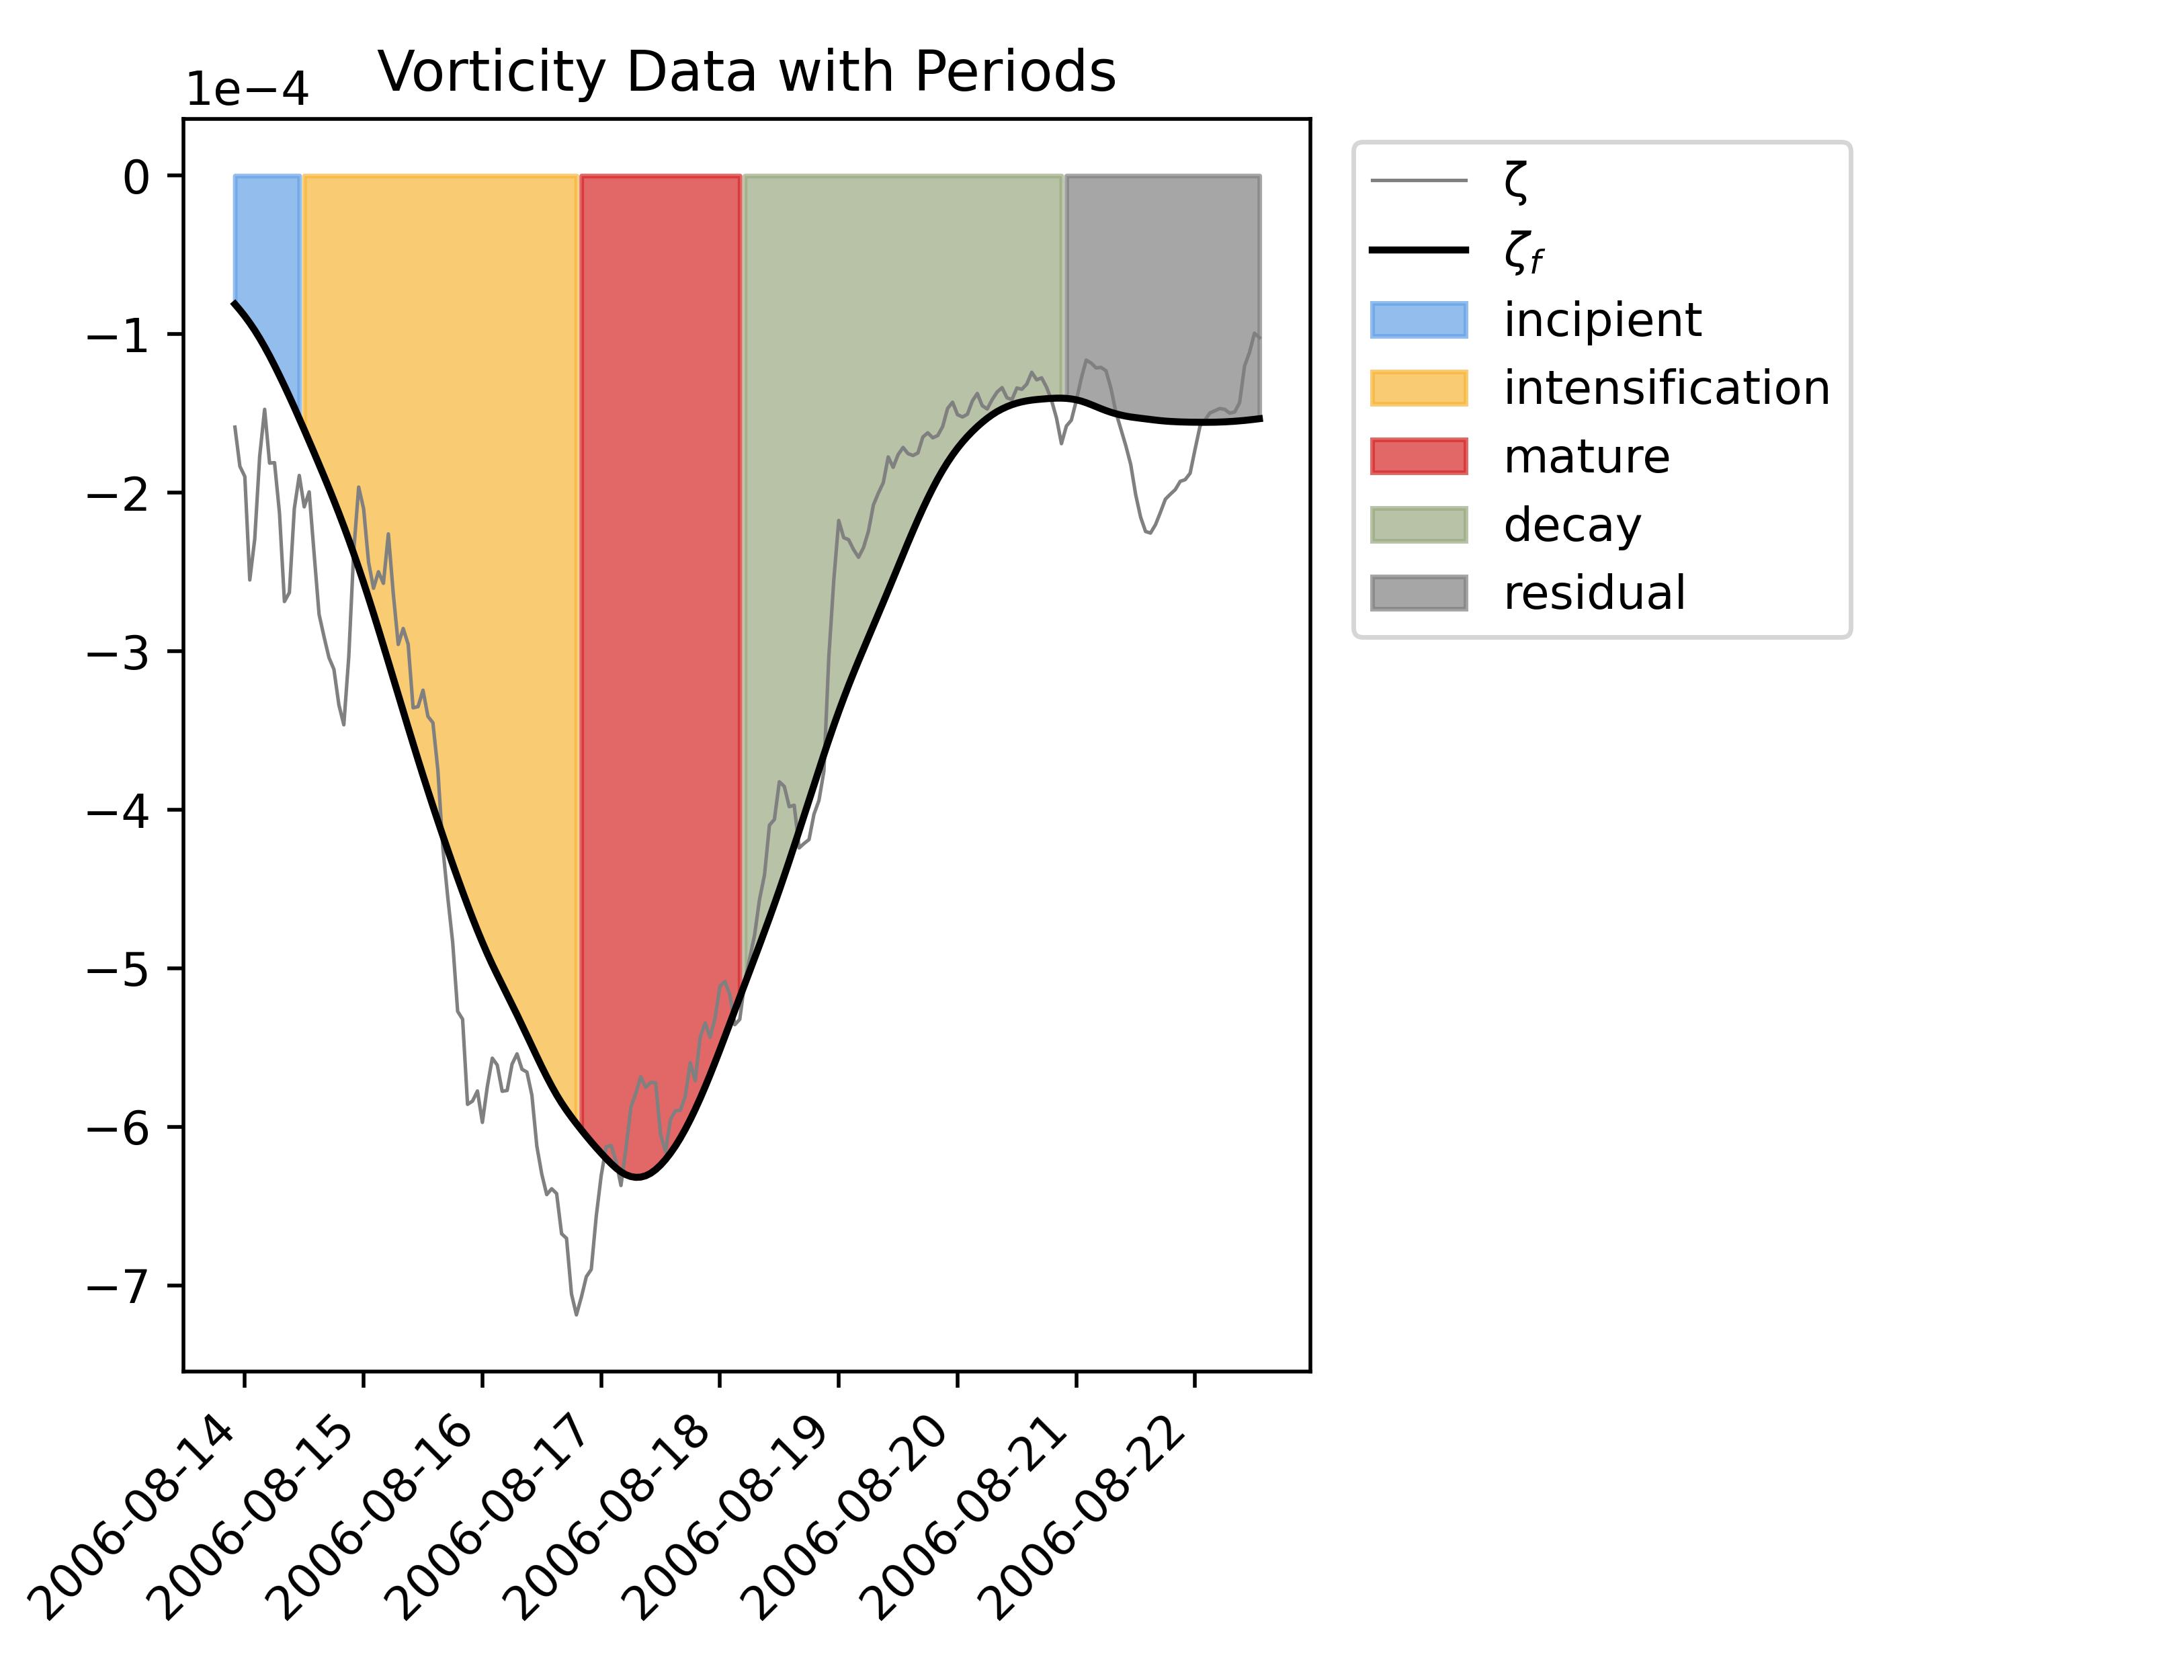 Vorticity Data with Periods
1e−4
0
−1
−2
−3
−4
−5
−6
−7
2006-08-14
2006-08-15
2006-08-16
2006-08-17
2006-08-18
2006-08-19
2006-08-20
2006-08-21
2006-08-22
ζ
ζf
incipient
intensification
mature
decay
residual